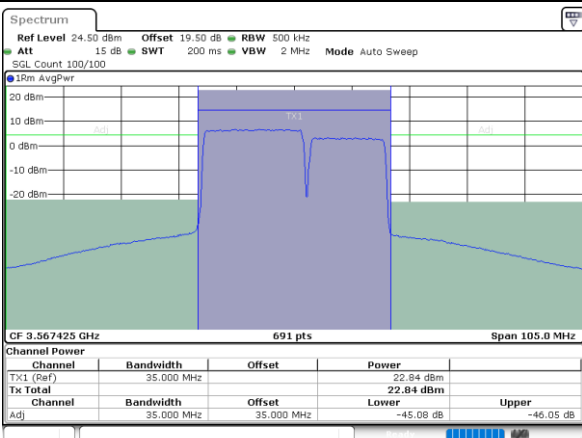 Spectrum
Ref Level 24.50 dBm Offset 19.50 dB RBW 500 kHz
Att 15 dB SWT 200 ms VBW 2 MHz Mode Auto Sweep
SGL Count 100/100
1Rm AvgPwr
20 dBm
TX1
10 dBm
Adj Adj
0 dBm
-10 dBm
-20 dBm
CF 3.567425 GHz 691 pts Span 105.0 MHz
Channel Power
Channel Bandwidth Offset Power
TX1 (Ref) 35.000 MHz 22.84 dBm
Tx Total 22.84 dBm
Channel Bandwidth Offset Lower Upper
Adj 35.000 MHz 35.000 MHz -45.08 dB -46.05 dB